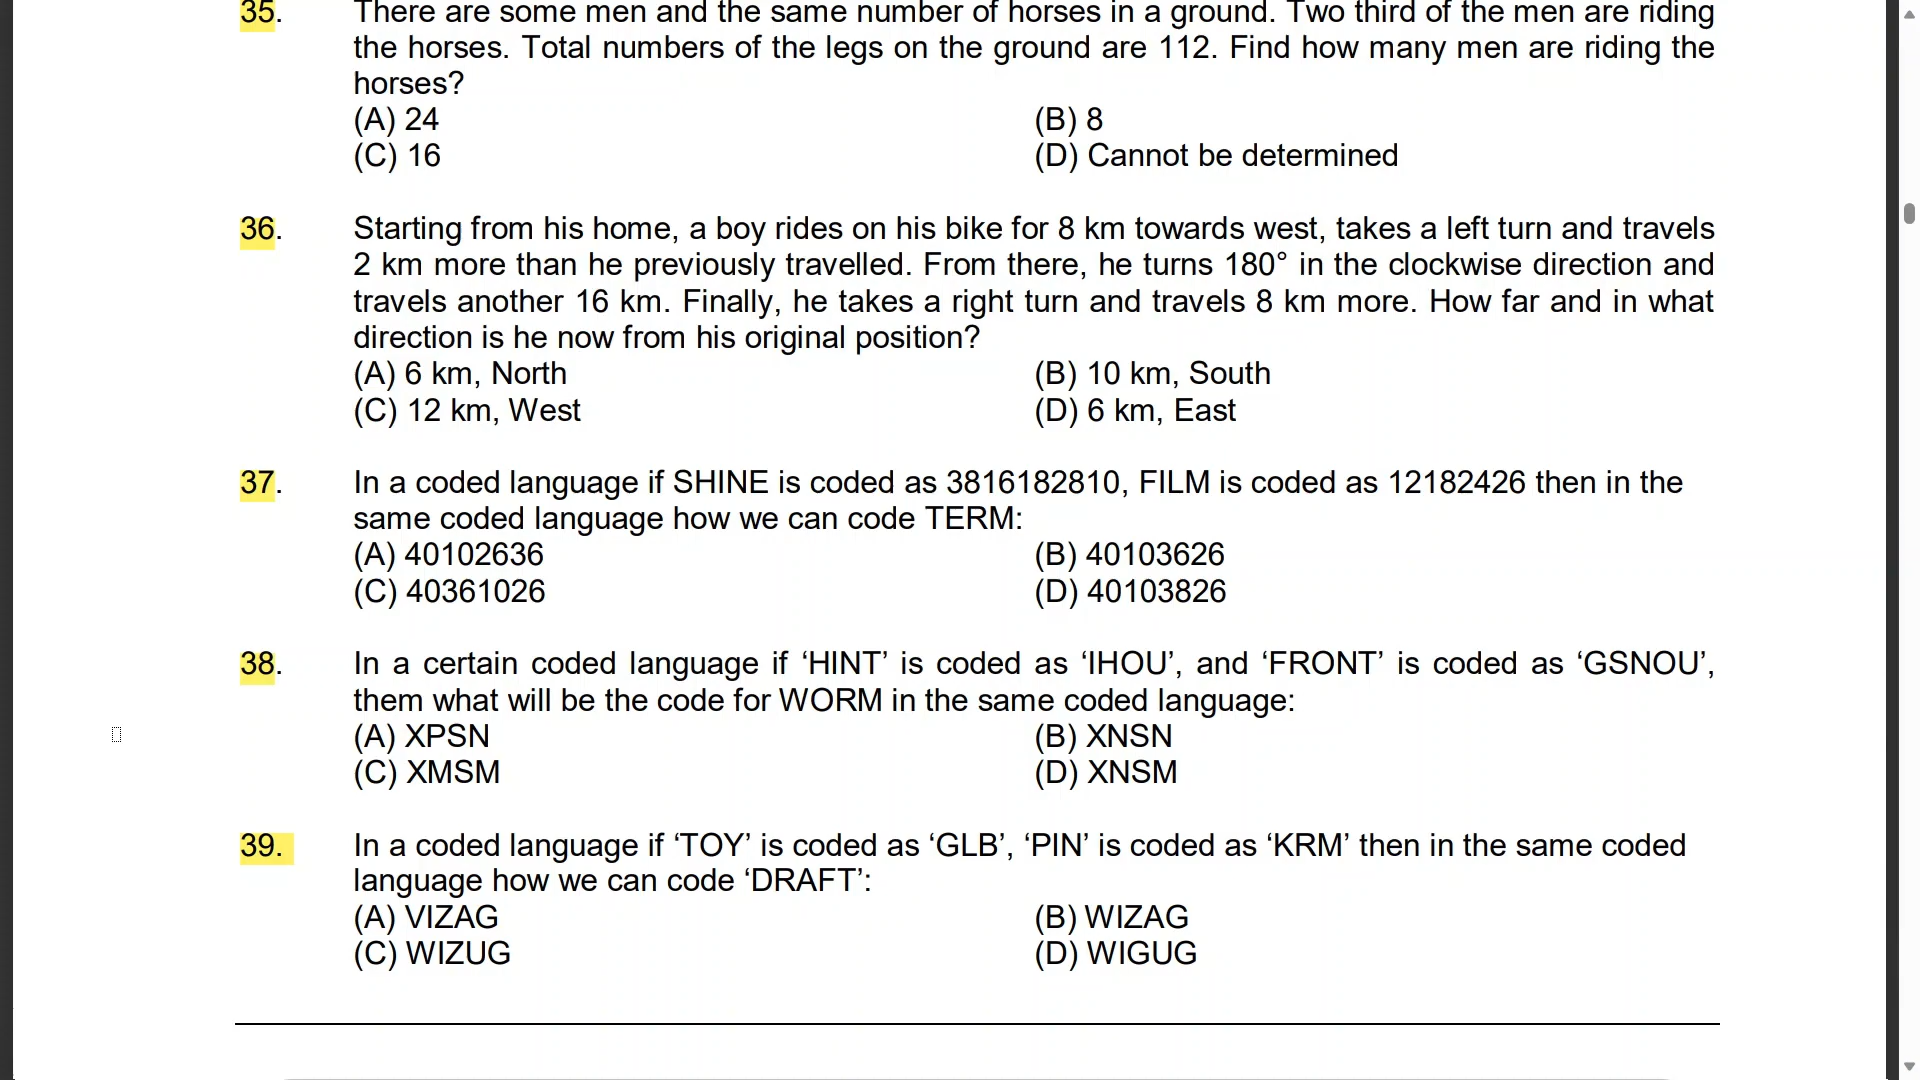 35. There are some men and the same number of horses in a ground. Two third of the men are riding
the horses. Total numbers of the legs on the ground are 112. Find how many men are riding the
horses?
(A) 24 (B) 8
(C) 16 (D) Cannot be determined
36. Starting from his home, a boy rides on his bike for 8 km towards west, takes a left turn and travels
2 km more than he previously travelled. From there, he turns 180° in the clockwise direction and
travels another 16 km. Finally, he takes a right turn and travels 8 km more. How far and in what
direction is he now from his original position?
(A) 6 km, North (B) 10 km, South
(C) 12 km, West (D) 6 km, East
37. In a coded language if SHINE is coded as 3816182810, FILM is coded as 12182426 then in the
same coded language how we can code TERM:
(A) 40102636 (B) 40103626
(C) 40361026 (D) 40103826
38. In a certain coded language if ‘HINT’ is coded as ‘IHOU’, and ‘FRONT’ is coded as ‘GSNOU’,
them what will be the code for WORM in the same coded language:
(A) XPSN (B) XNSN
(C) XMSM (D) XNSM
39. In a coded language if ‘TOY’ is coded as ‘GLB’, ‘PIN’ is coded as ‘KRM’ then in the same coded
language how we can code ‘DRAFT’:
(A) VIZAG (B) WIZAG
(C) WIZUG (D) WIGUG